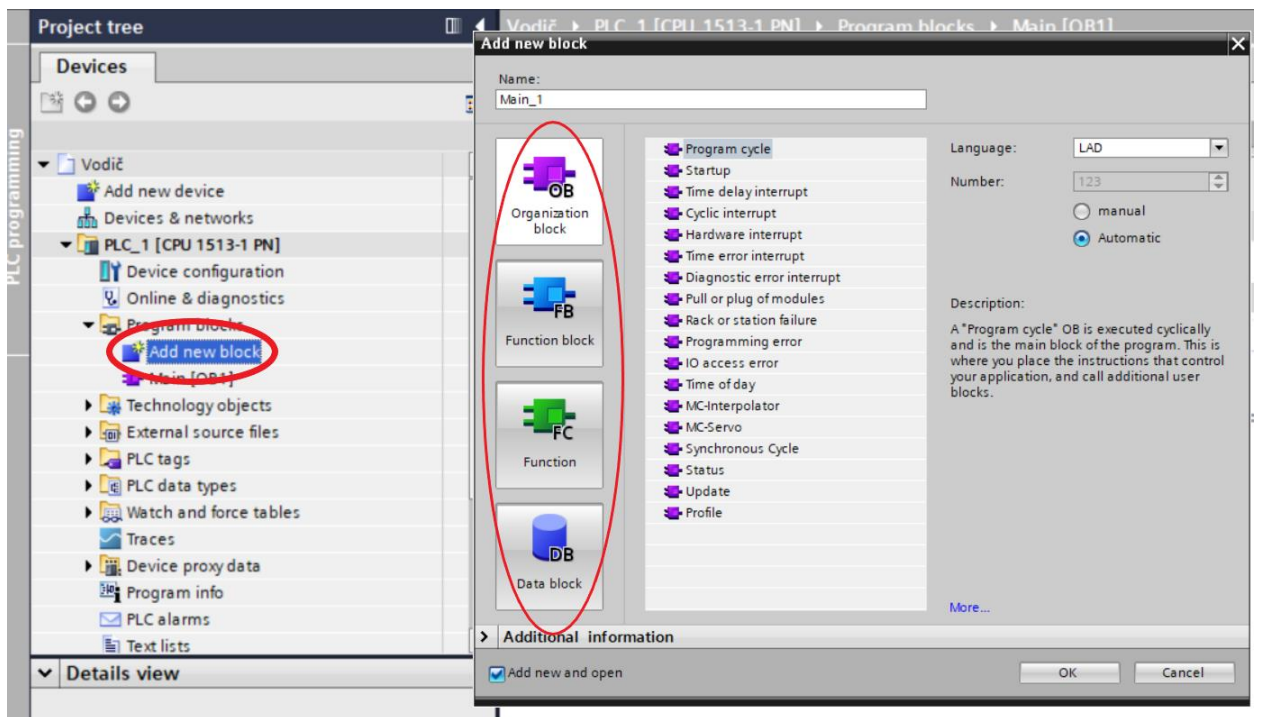 Project tree
Vodič PLC_1 [CPU 1513-1 PN] Program blocks Main [OB1]
Devices
PLC programming
Vodič
Add new device
Devices & networks
PLC_1 [CPU 1513-1 PN]
Device configuration
Online & diagnostics
Program blocks
Add new block
Main [OB1]
Technology objects
External source files
PLC tags
PLC data types
Watch and force tables
Traces
Device proxy data
Program info
PLC alarms
Text lists
Details view
Add new block
Name:
Main_1
OB
Organization
block
FB
Function block
FC
Function
DB
Data block
Program cycle
Startup
Time delay interrupt
Cyclic interrupt
Hardware interrupt
Time error interrupt
Diagnostic error interrupt
Pull or plug of modules
Rack or station failure
Programming error
IO access error
Time of day
MC-Interpolator
MC-Servo
Synchronous Cycle
Status
Update
Profile
Language: LAD
Number: 123
manual
Automatic
Description:
A "Program cycle" OB is executed cyclically
and is the main block of the program. This is
where you place the instructions that control
your application, and call additional user
blocks.
More...
Additional information
Add new and open
OK
Cancel